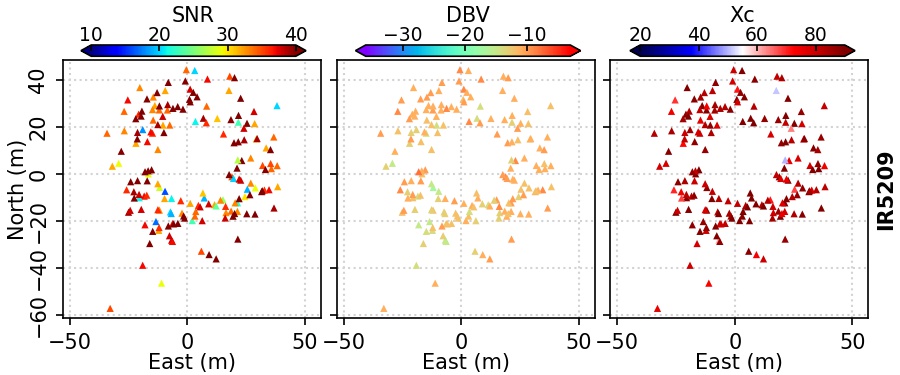 SNR DBV Xc
10 20 30 40 −30 −20 −10 20 40 60 80
40
20
0
−20
−40
−60
North (m)
IR5209
−50 0 50 −50 0 50 −50 0 50
East (m) East (m) East (m)